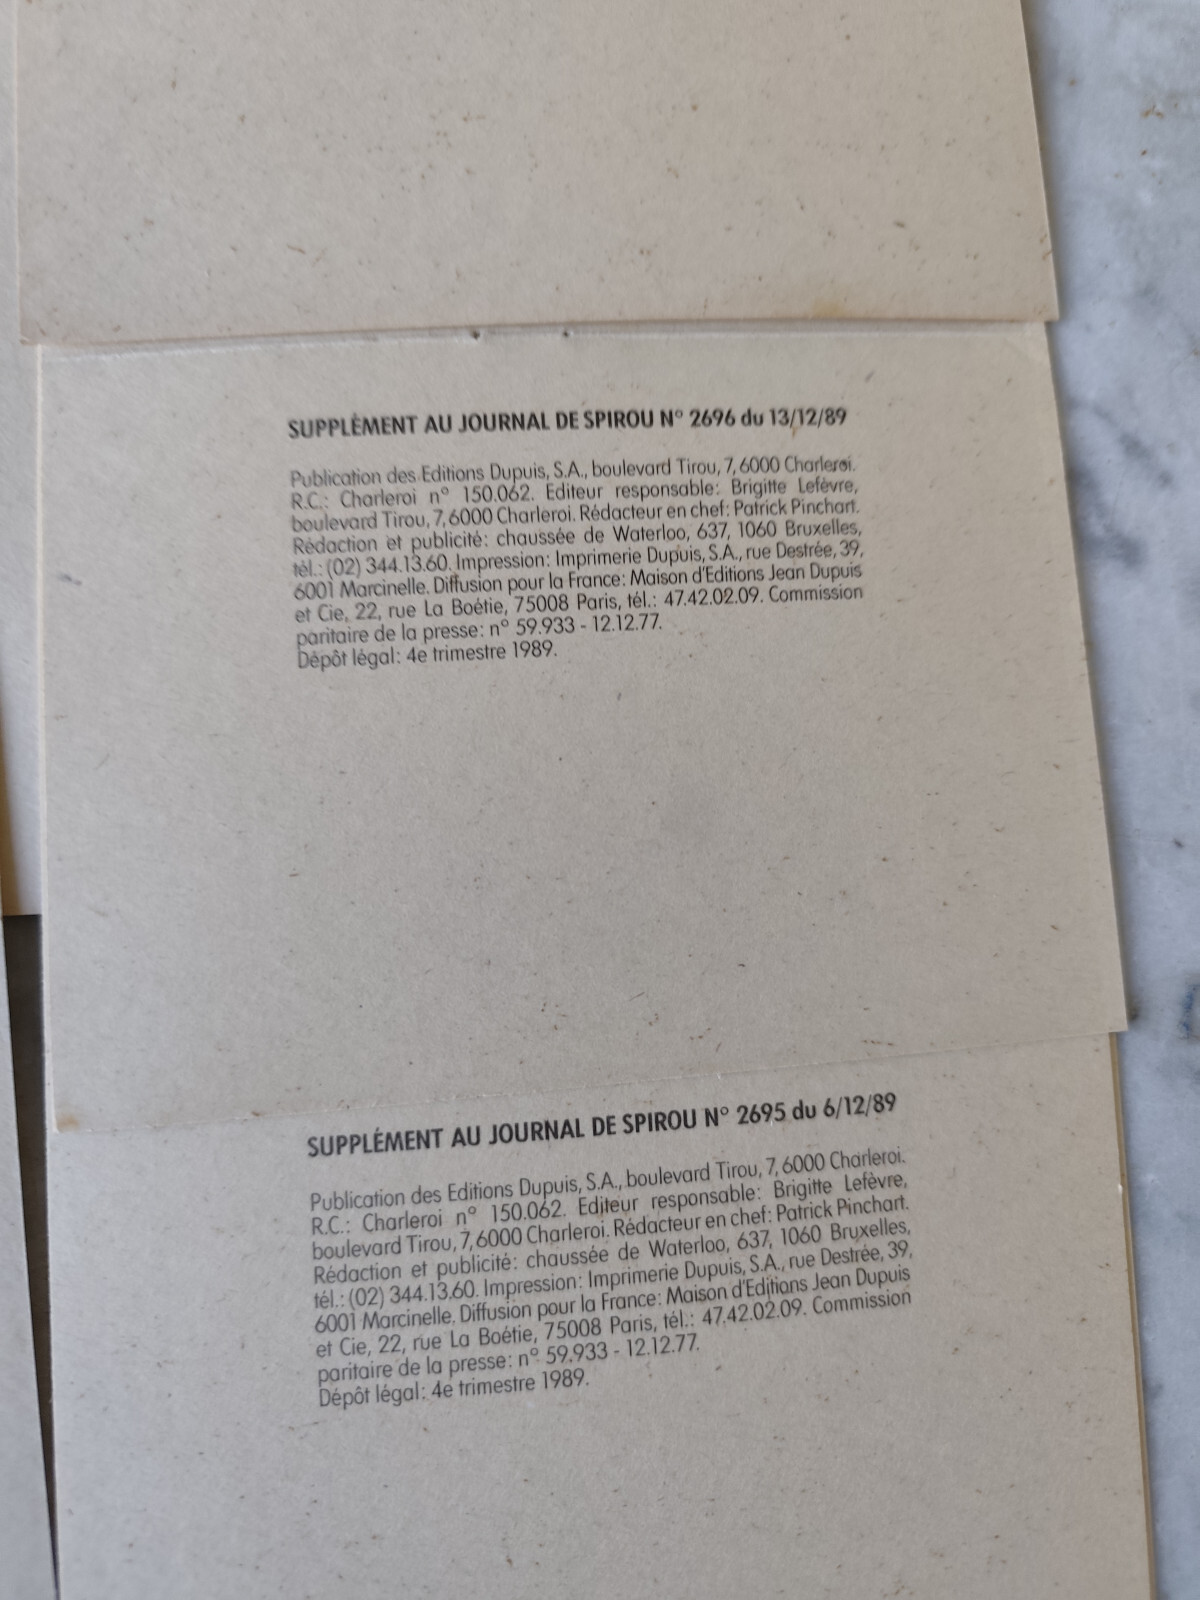 SUPPLÉMENT AU JOURNAL DE SPIROU N° 2696 du 13/12/89
Publication des Editions Dupuis, S.A., boulevard Tirou, 7, 6000 Charleroi.
R.C.: Charleroi n° 150.062. Editeur responsable: Brigitte Lefèvre,
boulevard Tirou, 7, 6000 Charleroi. Rédacteur en chef: Patrick Pinchart.
Rédaction et publicité: chaussée de Waterloo, 637, 1060 Bruxelles,
tél.: (02) 344.13.60. Impression: Imprimerie Dupuis, S.A., rue Destrée, 39,
6001 Marcinelle. Diffusion pour la France: Maison d'Editions Jean Dupuis
et Cie, 22, rue La Boétie, 75008 Paris, tél.: 47.42.02.09. Commission
paritaire de la presse: n° 59.933 - 12.12.77.
Dépôt légal: 4e trimestre 1989.
SUPPLÉMENT AU JOURNAL DE SPIROU N° 2695 du 6/12/89
Publication des Editions Dupuis, S.A., boulevard Tirou, 7, 6000 Charleroi.
R.C.: Charleroi n° 150.062. Editeur responsable: Brigitte Lefèvre,
boulevard Tirou, 7, 6000 Charleroi. Rédacteur en chef: Patrick Pinchart.
Rédaction et publicité: chaussée de Waterloo, 637, 1060 Bruxelles,
tél.: (02) 344.13.60. Impression: Imprimerie Dupuis, S.A., rue Destrée, 39,
6001 Marcinelle. Diffusion pour la France: Maison d'Editions Jean Dupuis
et Cie, 22, rue La Boétie, 75008 Paris, tél.: 47.42.02.09. Commission
paritaire de la presse: n° 59.933 - 12.12.77.
Dépôt légal: 4e trimestre 1989.